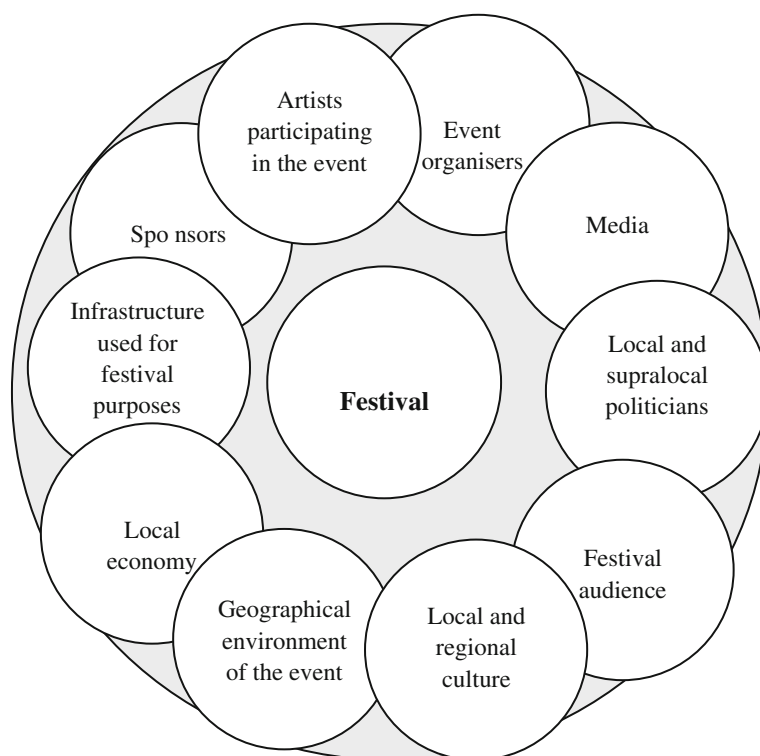 Artists
participating
in the event
Event
organisers
Media
Spo nsors
Infrastructure
used for
festival
purposes
Local and
supralocal
politicians
Festival
Local
economy
Festival
audience
Geographical
environment
of the event
Local and
regional
culture